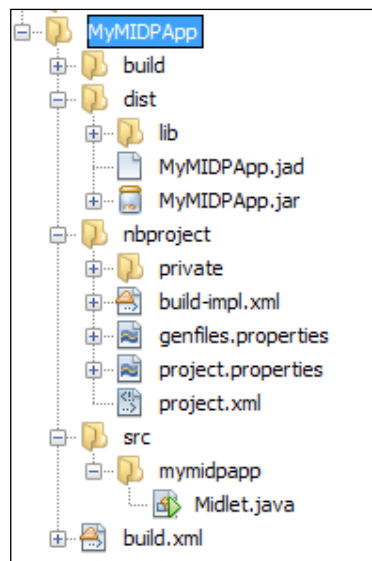 MyMIDPApp
build
dist
lib
MyMIDPApp.jad
MyMIDPApp.jar
nbproject
private
build-impl.xml
genfiles.properties
project.properties
project.xml
src
mymidpapp
Midlet.java
build.xml